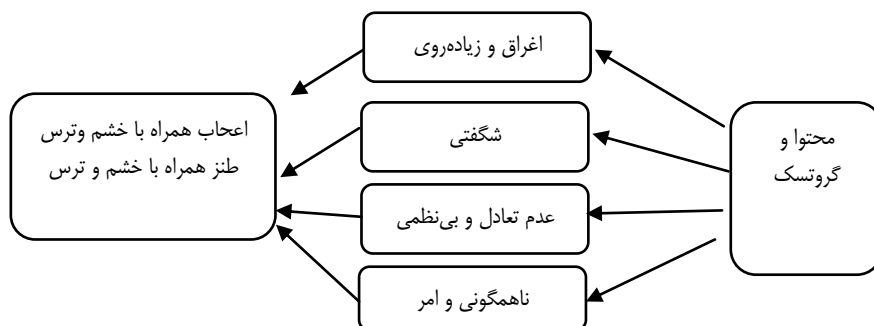 محتوا و
گروتسک
اغراق و زیاده‌روی
شگفتی
عدم تعادل و بی‌نظمی
ناهمگونی و امر
اعحاب همراه با خشم وترس
طنز همراه با خشم و ترس